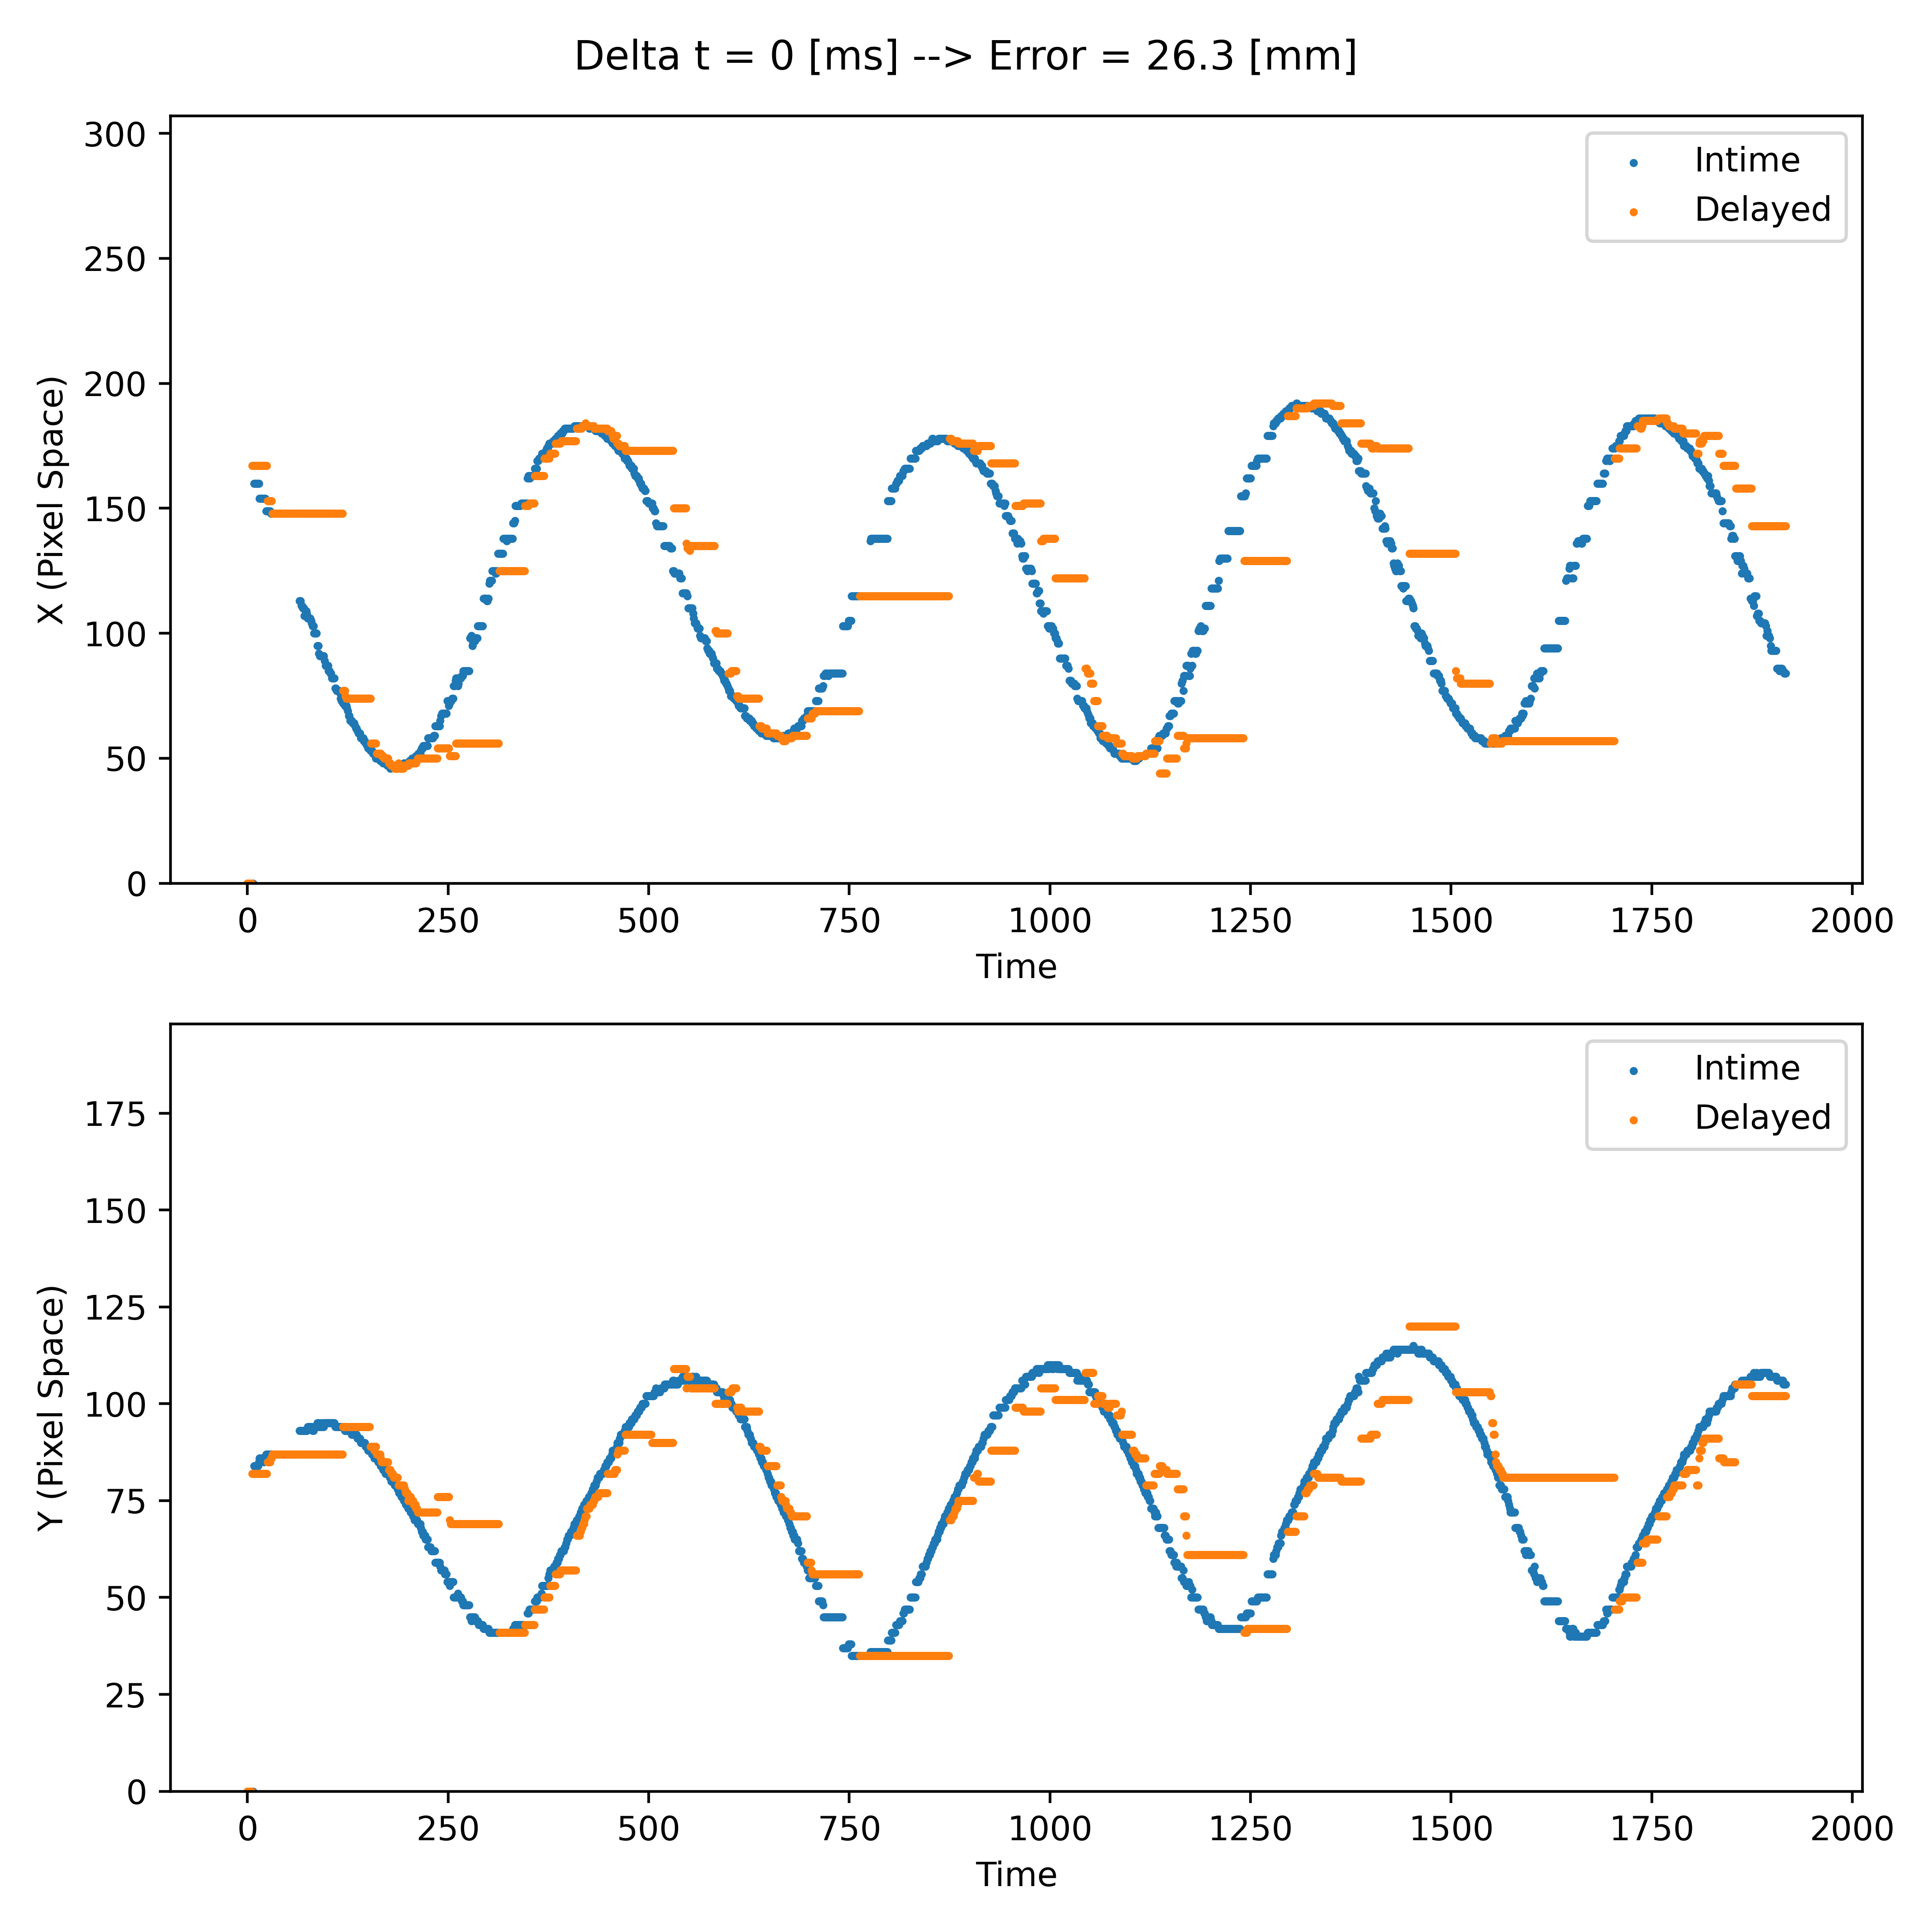 Delta t = 0 [ms] --> Error = 26.3 [mm]
300
250
200
150
100
50
0
X (Pixel Space)
Intime
Delayed
0 250 500 750 1000 1250 1500 1750 2000
Time
175
150
125
100
75
50
25
0
Y (Pixel Space)
Intime
Delayed
0 250 500 750 1000 1250 1500 1750 2000
Time